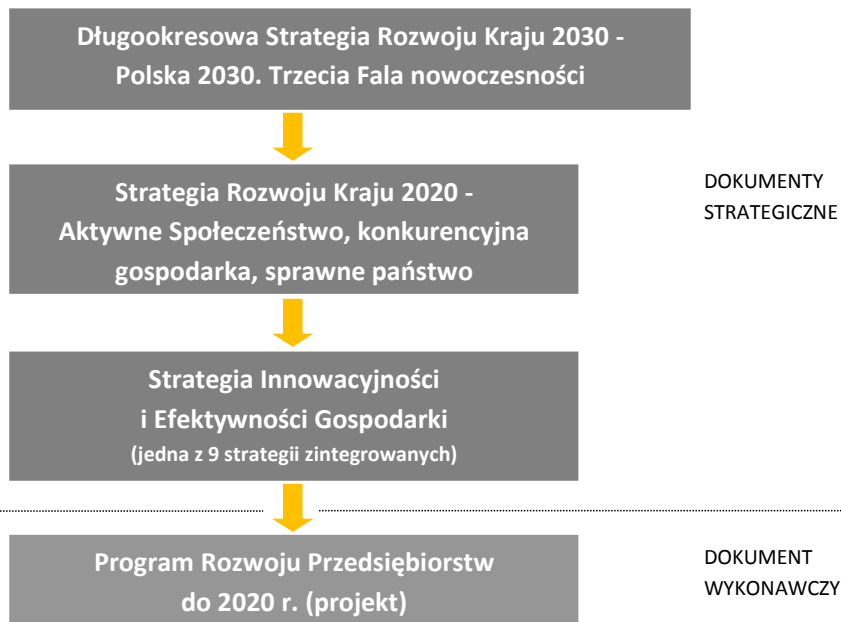 Długookresowa Strategia Rozwoju Kraju 2030 -
Polska 2030. Trzecia Fala nowoczesności
Strategia Rozwoju Kraju 2020 -
Aktywne Społeczeństwo, konkurencyjna
gospodarka, sprawne państwo
DOKUMENTY
STRATEGICZNE
Strategia Innowacyjności
i Efektywności Gospodarki
(jedna z 9 strategii zintegrowanych)
Program Rozwoju Przedsiębiorstw
do 2020 r. (projekt)
DOKUMENT
WYKONAWCZY